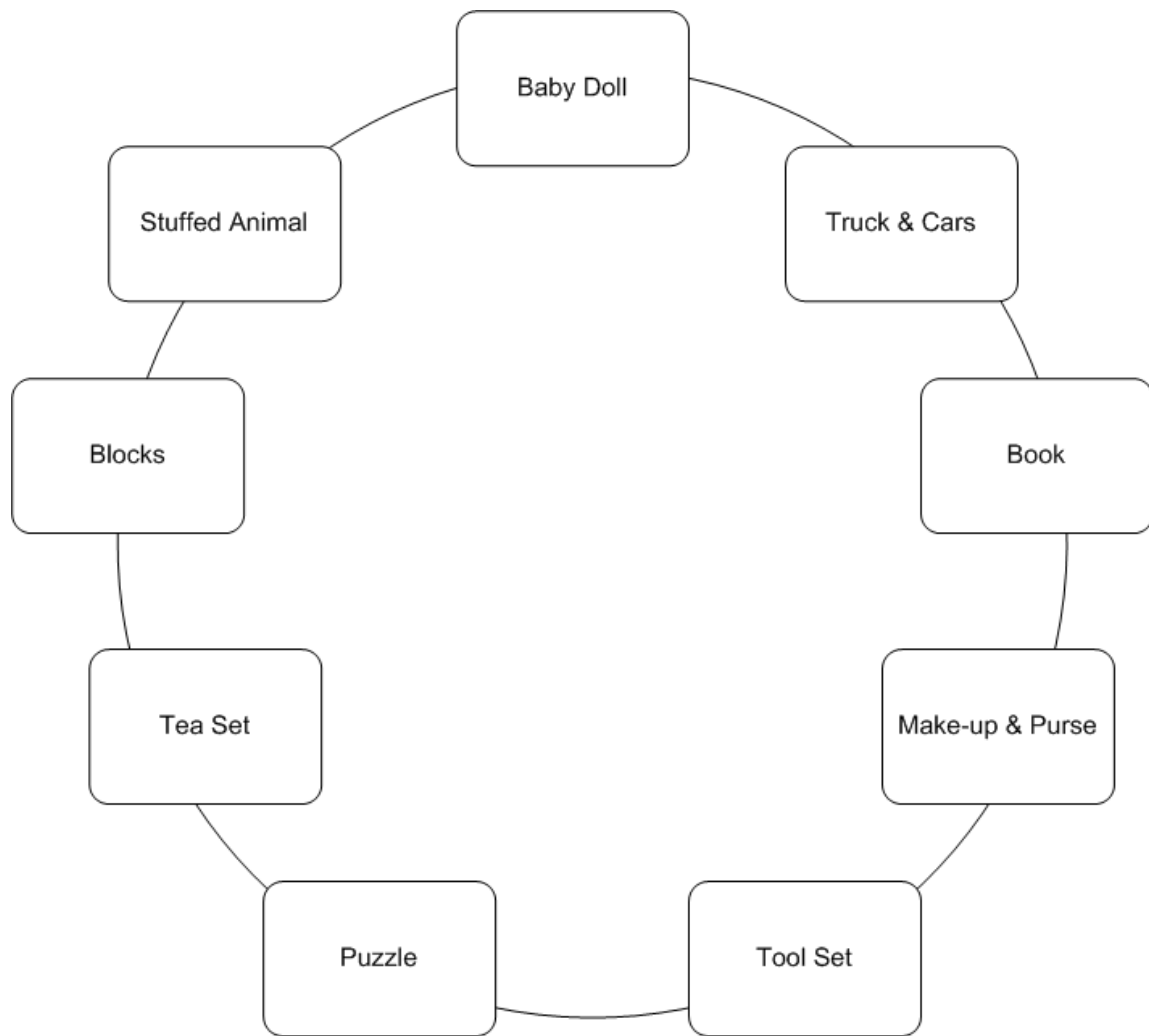 Baby Doll
Stuffed Animal
Truck & Cars
Blocks
Book
Tea Set
Make-up & Purse
Puzzle
Tool Set